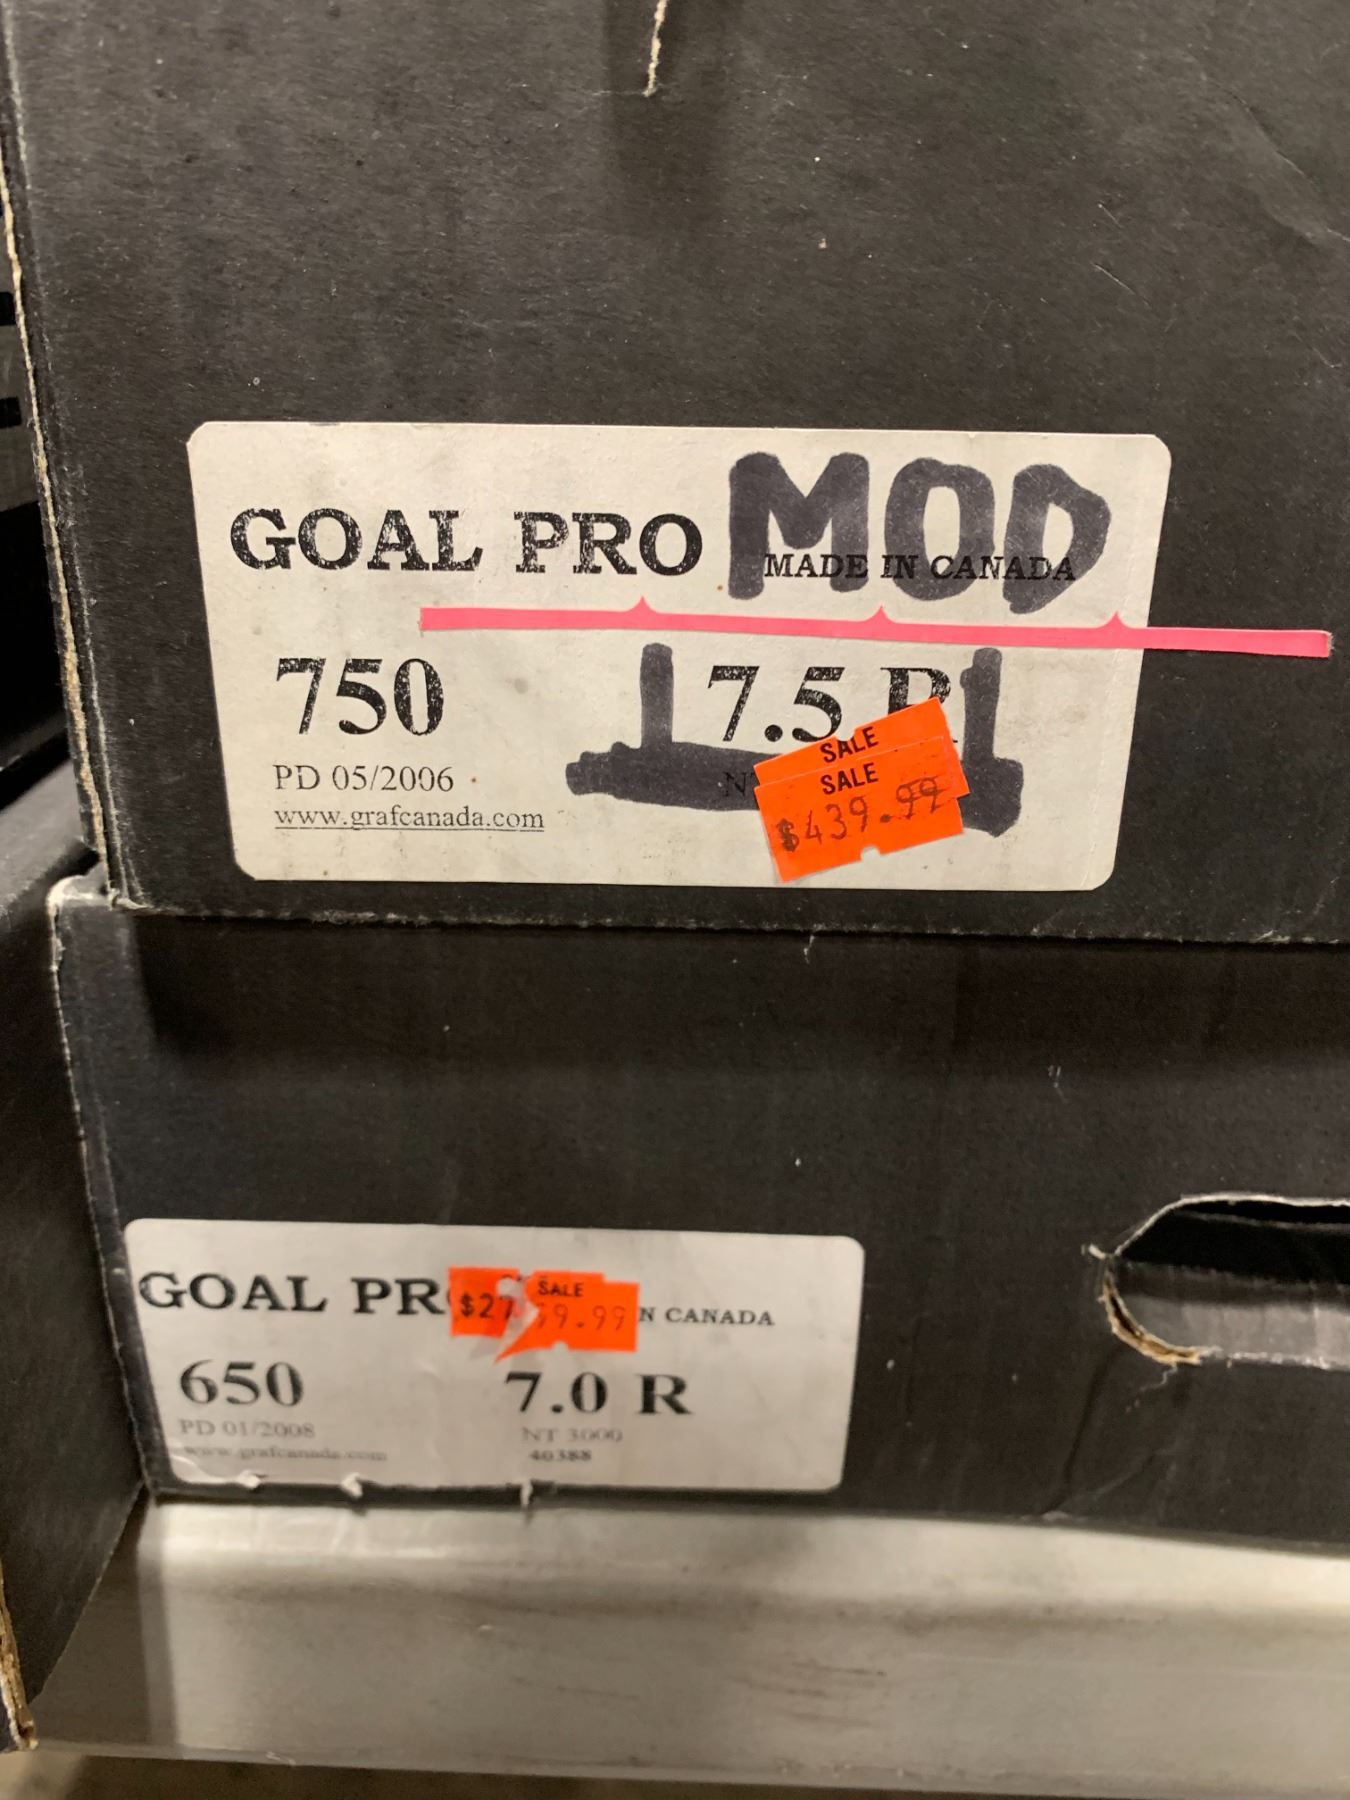 GOAL PRO MOD
MADE IN CANADA
750 7.5 R
PD 05/2006
www.grafcanada.com
SALE
SALE
$439.99
GOAL
$27
SALE
9.99
N CANADA
650 7.0 R
PD 01/2008 NT 3000
www.grafcanada.com 40388